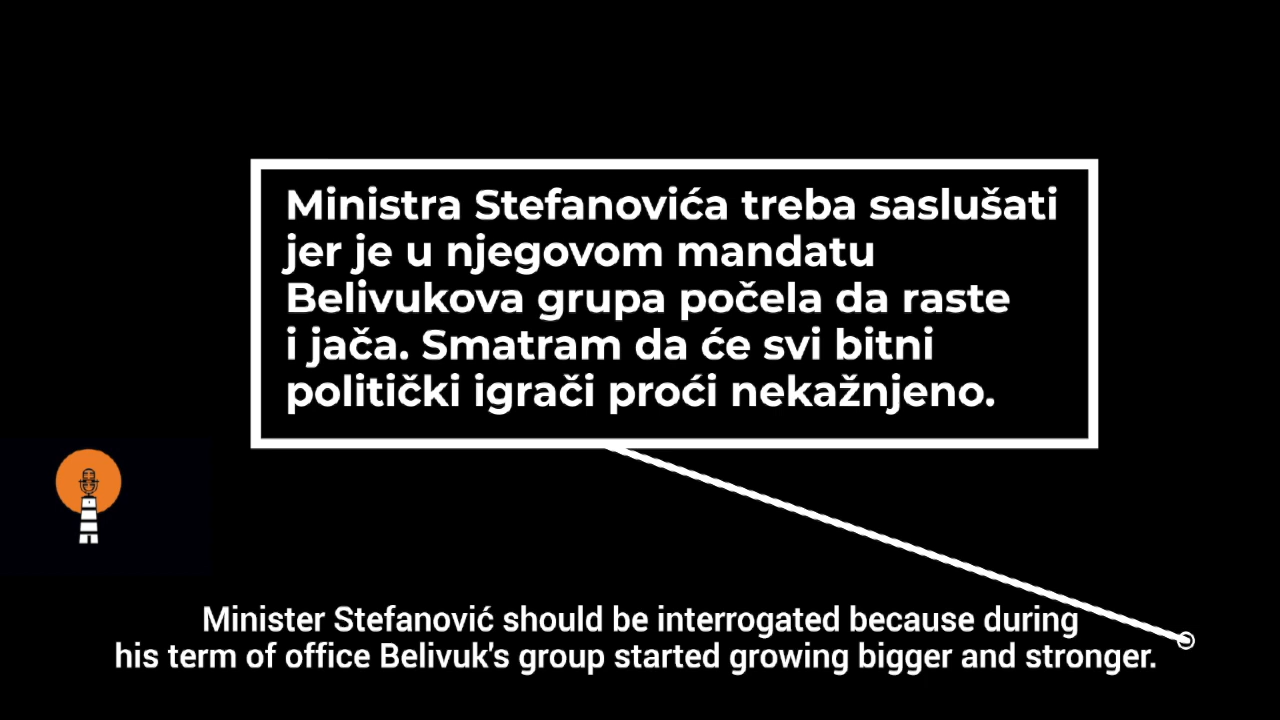 Ministra Stefanovića treba saslušati
jer je u njegovom mandatu
Belivukova grupa počela da raste
i jača. Smatram da će svi bitni
politički igrači proći nekažnjeno.
Minister Stefanović should be interrogated because during
his term of office Belivuk's group started growing bigger and stronger.